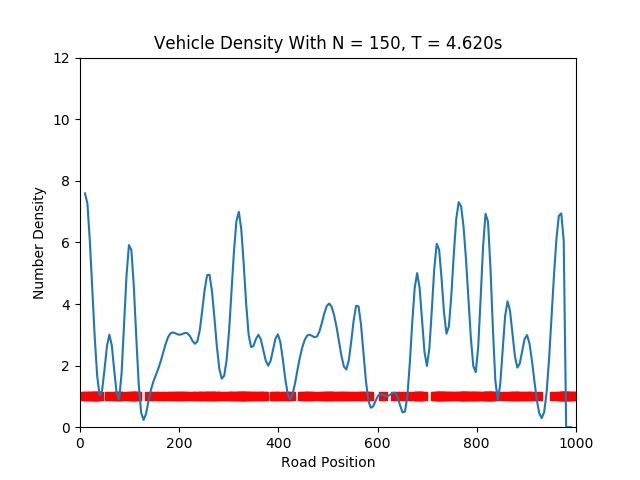 Vehicle Density With N = 150, T = 4.620s
12
10
8
6
4
2
0
Number Density
0 200 400 600 800 1000
Road Position